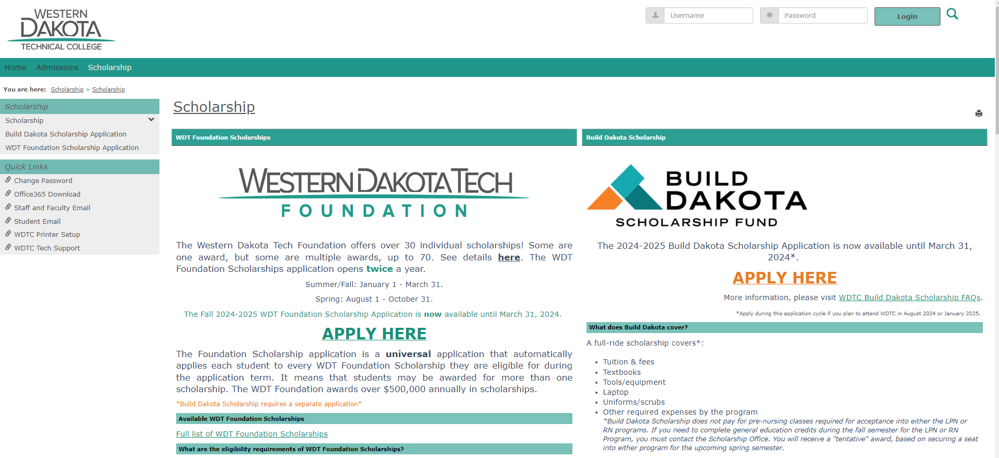 WESTERN
DAKOTA
TECHNICAL COLLEGE
Username
Password
Login
Home Admissions Scholarship
You are here: Scholarship > Scholarship
Scholarship
Scholarship
Build Dakota Scholarship Application
WDT Foundation Scholarship Application
Quick Links
Change Password
Office365 Download
Staff and Faculty Email
Student Email
WDTC Printer Setup
WDTC Tech Support
Scholarship
WDT Foundation Scholarships
WESTERN DAKOTA TECH
FOUNDATION
The Western Dakota Tech Foundation offers over 30 individual scholarships! Some are
one award, but some are multiple awards, up to 70. See details here. The WDT
Foundation Scholarships application opens twice a year.
Summer/Fall: January 1 - March 31.
Spring: August 1 - October 31.
The Fall 2024-2025 WDT Foundation Scholarship Application is now available until March 31, 2024.
APPLY HERE
The Foundation Scholarship application is a universal application that automatically
applies each student to every WDT Foundation Scholarship they are eligible for during
the application term. It means that students may be awarded for more than one
scholarship. The WDT Foundation awards over $500,000 annually in scholarships.
*Build Dakota Scholarship requires a separate application*
Available WDT Foundation Scholarships
Full list of WDT Foundation Scholarships
What are the eligibility requirements of WDT Foundation Scholarships?
Build Dakota Scholarship
BUILD
DAKOTA
SCHOLARSHIP FUND
The 2024-2025 Build Dakota Scholarship Application is now available until March 31,
2024*.
APPLY HERE
More information, please visit WDTC Build Dakota Scholarship FAQs.
*Apply during this application cycle if you plan to attend WDTC in August 2024 or January 2025.
What does Build Dakota cover?
A full-ride scholarship covers*:
• Tuition & fees
• Textbooks
• Tools/equipment
• Laptop
• Uniforms/scrubs
• Other required expenses by the program
*Build Dakota Scholarship does not pay for pre-nursing classes required for acceptance into either the LPN or
RN programs. If you need to complete general education credits during the fall semester for the LPN or RN
Program, you must contact the Scholarship Office. You will receive a "tentative" award, based on securing a seat
into either program for the upcoming spring semester.